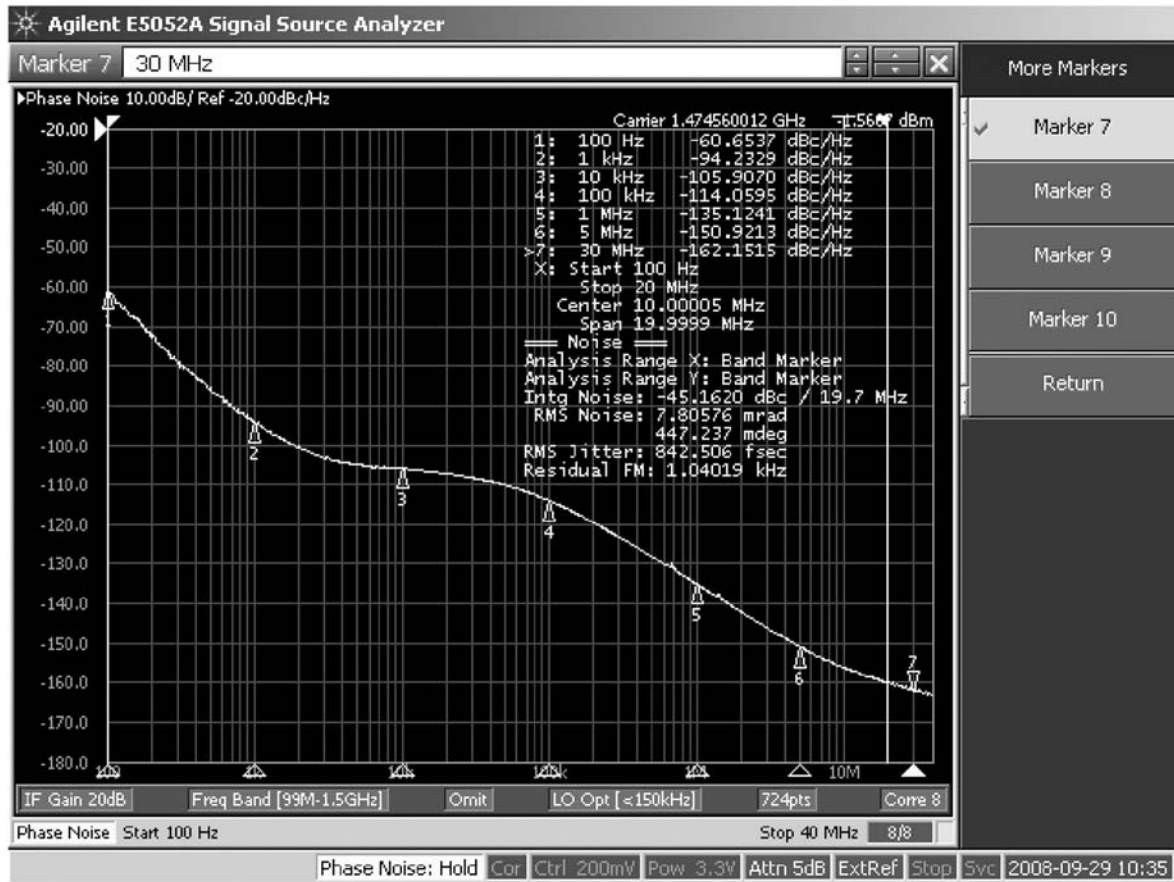 Agilent E5052A Signal Source Analyzer
Marker 7 30 MHz
More Markers
Marker 7
Marker 8
Marker 9
Marker 10
Return
▶Phase Noise 10.00dB/ Ref -20.00dBc/Hz
Carrier 1.474560012 GHz dBm
1: 100 Hz -60.6537 dBc/Hz
2: 1 kHz -94.2329 dBc/Hz
3: 10 kHz -105.9070 dBc/Hz
4: 100 kHz -114.0595 dBc/Hz
5: 1 MHz -135.1241 dBc/Hz
6: 5 MHz -150.9213 dBc/Hz
>7: 30 MHz -162.1515 dBc/Hz
X: Start 100 Hz
Stop 20 MHz
Center 10.00005 MHz
Span 19.9999 MHz
=== Noise ===
Analysis Range X: Band Marker
Analysis Range Y: Band Marker
Intg Noise: -45.1620 dBc / 19.7 MHz
RMS Noise: 7.80576 mrad
447.237 mdeg
RMS Jitter: 842.506 fsec
Residual FM: 1.04019 kHz
-20.00
-30.00
-40.00
-50.00
-60.00
-70.00
-80.00
-90.00
-100.0
-110.0
-120.0
-130.0
-140.0
-150.0
-160.0
-170.0
-180.0
2
3
4
5
6
7
10M
IF Gain 20dB Freq Band [99M-1.5GHz] Omit LO Opt [<150kHz] 724pts Corre 8
Phase Noise Start 100 Hz Stop 40 MHz 8/8
Phase Noise: Hold Cor Ctrl 200mV Pow 3.3V Attn 5dB ExtRef Stop Svc 2008-09-29 10:35